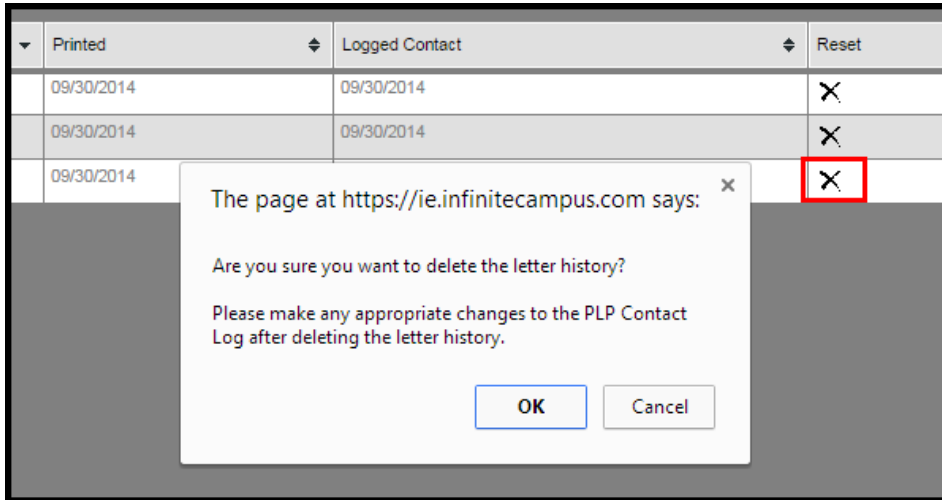 Printed Logged Contact Reset
09/30/2014 09/30/2014
09/30/2014 09/30/2014
09/30/2014
The page at https://ie.infinitecampus.com says:
Are you sure you want to delete the letter history?
Please make any appropriate changes to the PLP Contact
Log after deleting the letter history.
OK Cancel